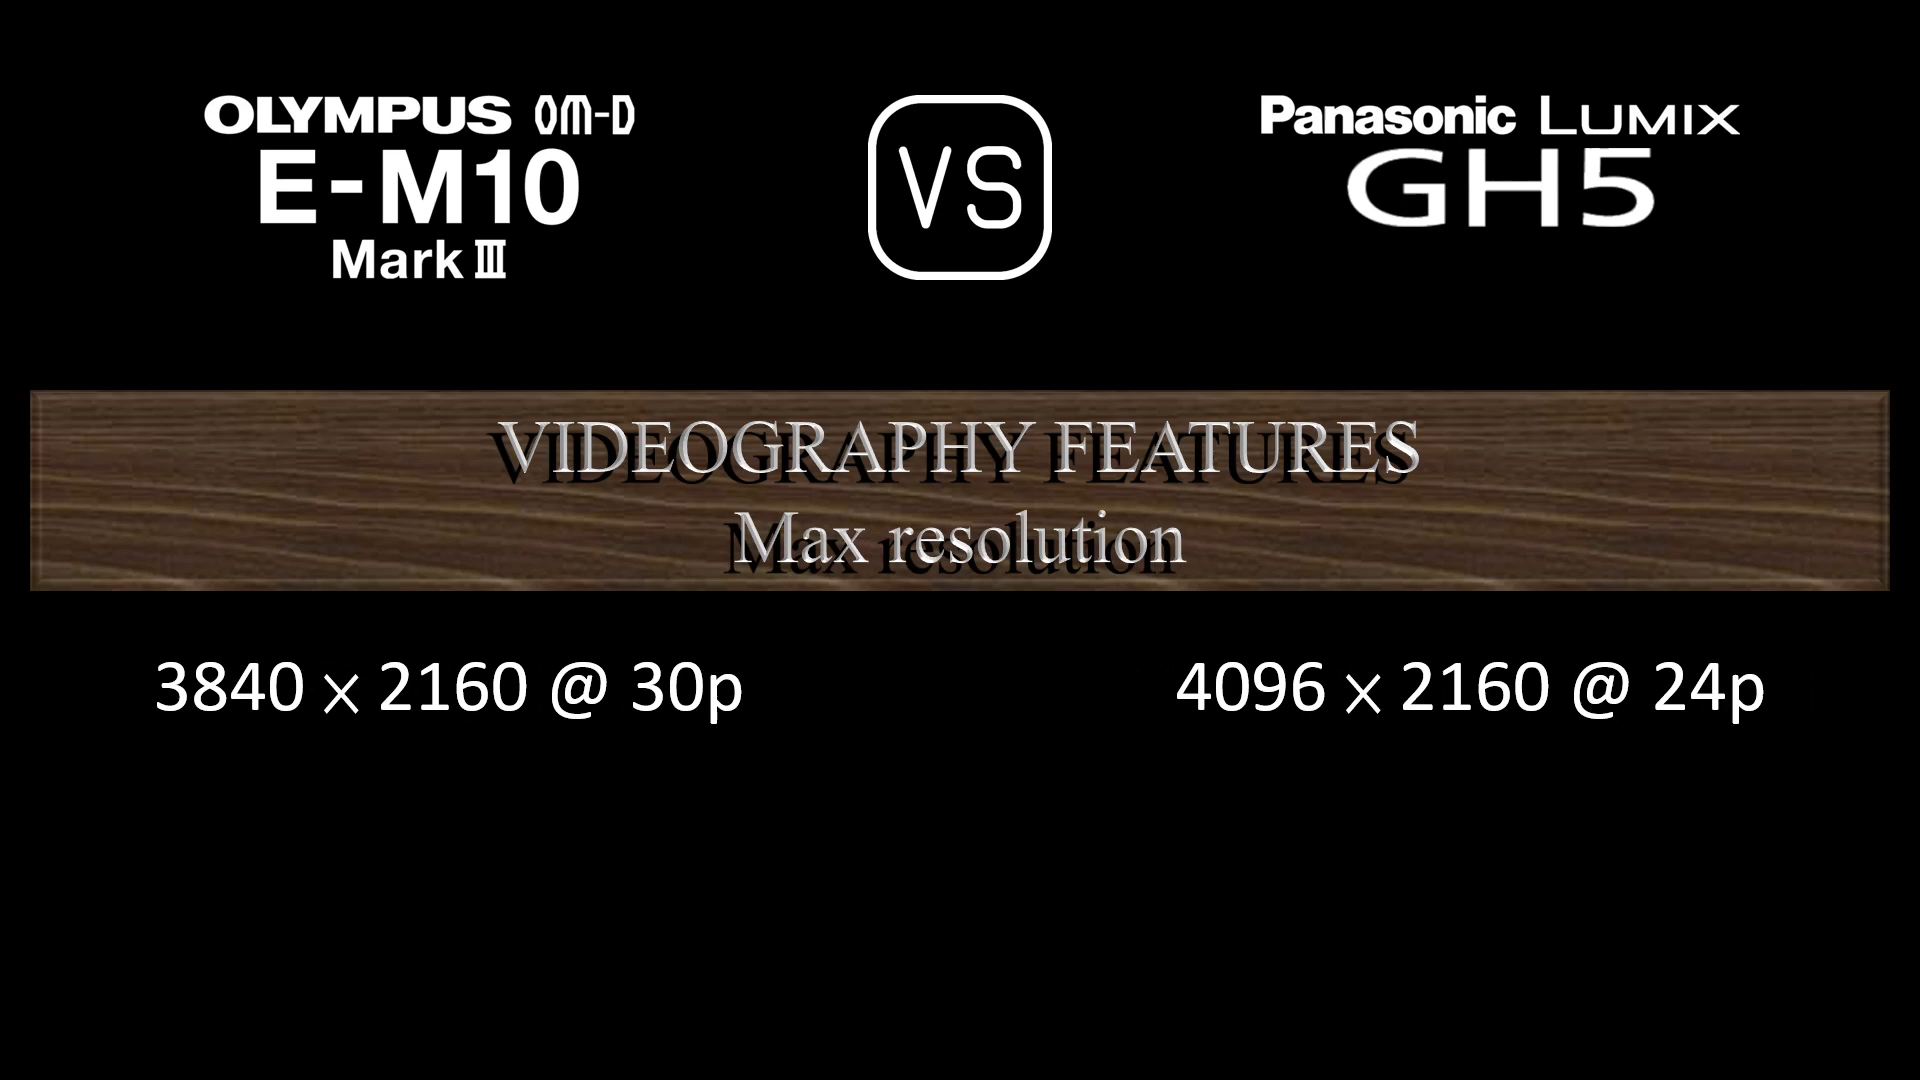 OLYMPUS OM-D
E-M10
Mark III
VS
Panasonic LUMIX
GH5
VIDEOGRAPHY FEATURES
Max resolution
3840 x 2160 @ 30p
4096 x 2160 @ 24p